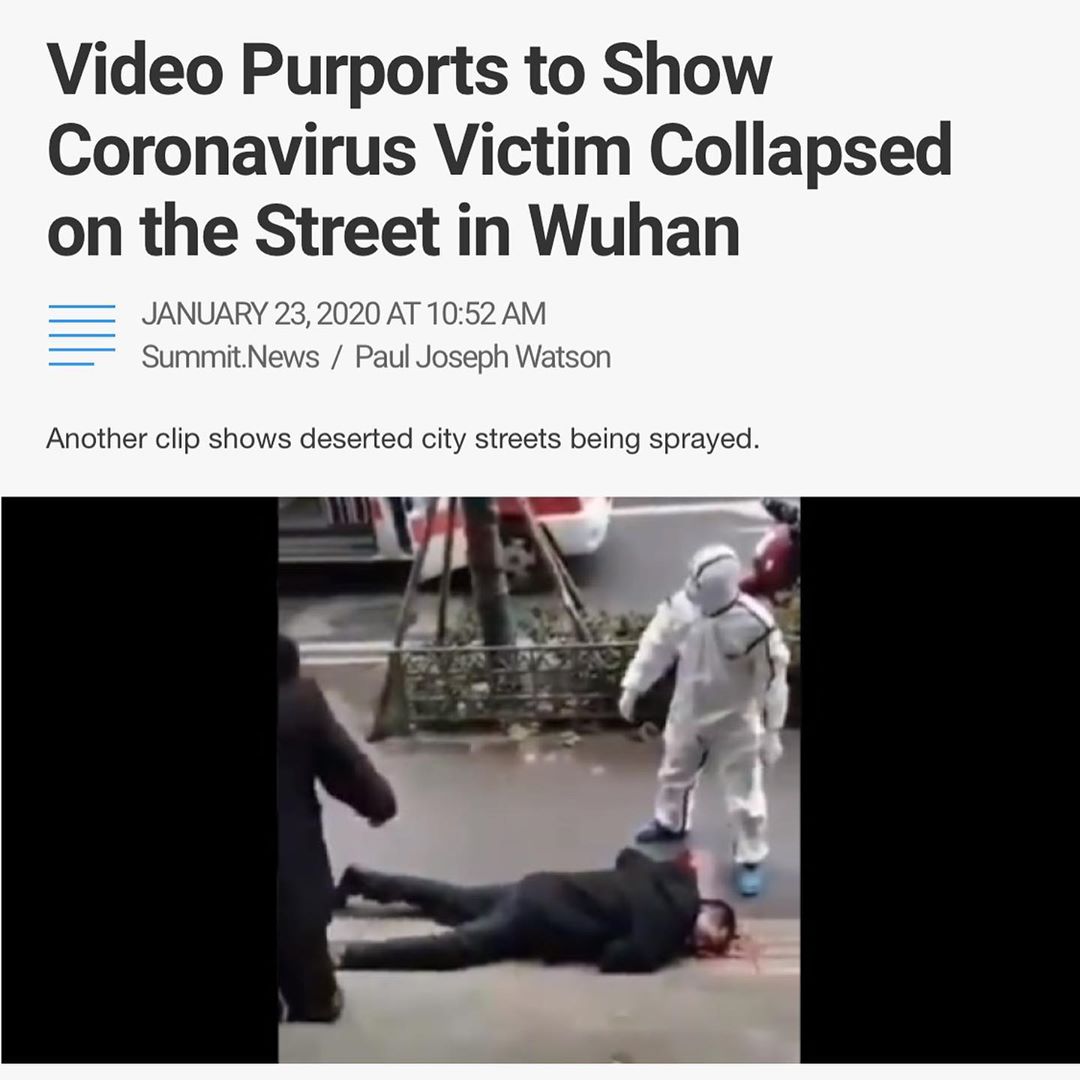 Video Purports to Show
Coronavirus Victim Collapsed
on the Street in Wuhan
JANUARY 23, 2020 AT 10:52 AM
Summit.News / Paul Joseph Watson
Another clip shows deserted city streets being sprayed.